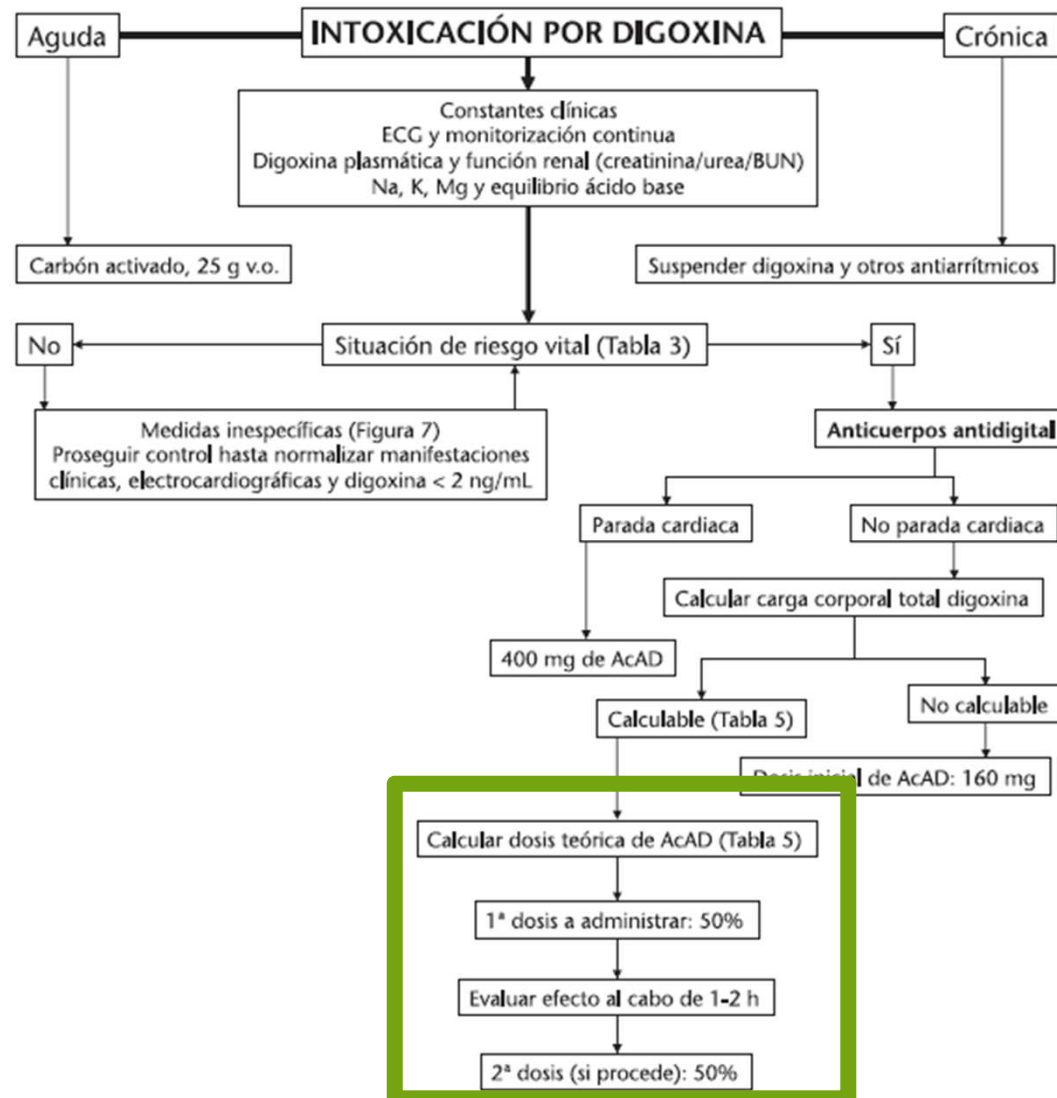 Aguda
INTOXICACIÓN POR DIGOXINA
Crónica
Constantes clínicas
ECG y monitorización continua
Digoxina plasmática y función renal (creatinina/urea/BUN)
Na, K, Mg y equilibrio ácido base
Carbón activado, 25 g v.o.
Suspender digoxina y otros antiarrítmicos
No
Situación de riesgo vital (Tabla 3)
Sí
Medidas inespecíficas (Figura 7)
Proseguir control hasta normalizar manifestaciones
clínicas, electrocardiográficas y digoxina < 2 ng/mL
Anticuerpos antidigital
Parada cardiaca
No parada cardiaca
Calcular carga corporal total digoxina
400 mg de AcAD
Calculable (Tabla 5)
No calculable
Dosis inicial de AcAD: 160 mg
Calcular dosis teórica de AcAD (Tabla 5)
1ª dosis a administrar: 50%
Evaluar efecto al cabo de 1-2 h
2ª dosis (si procede): 50%